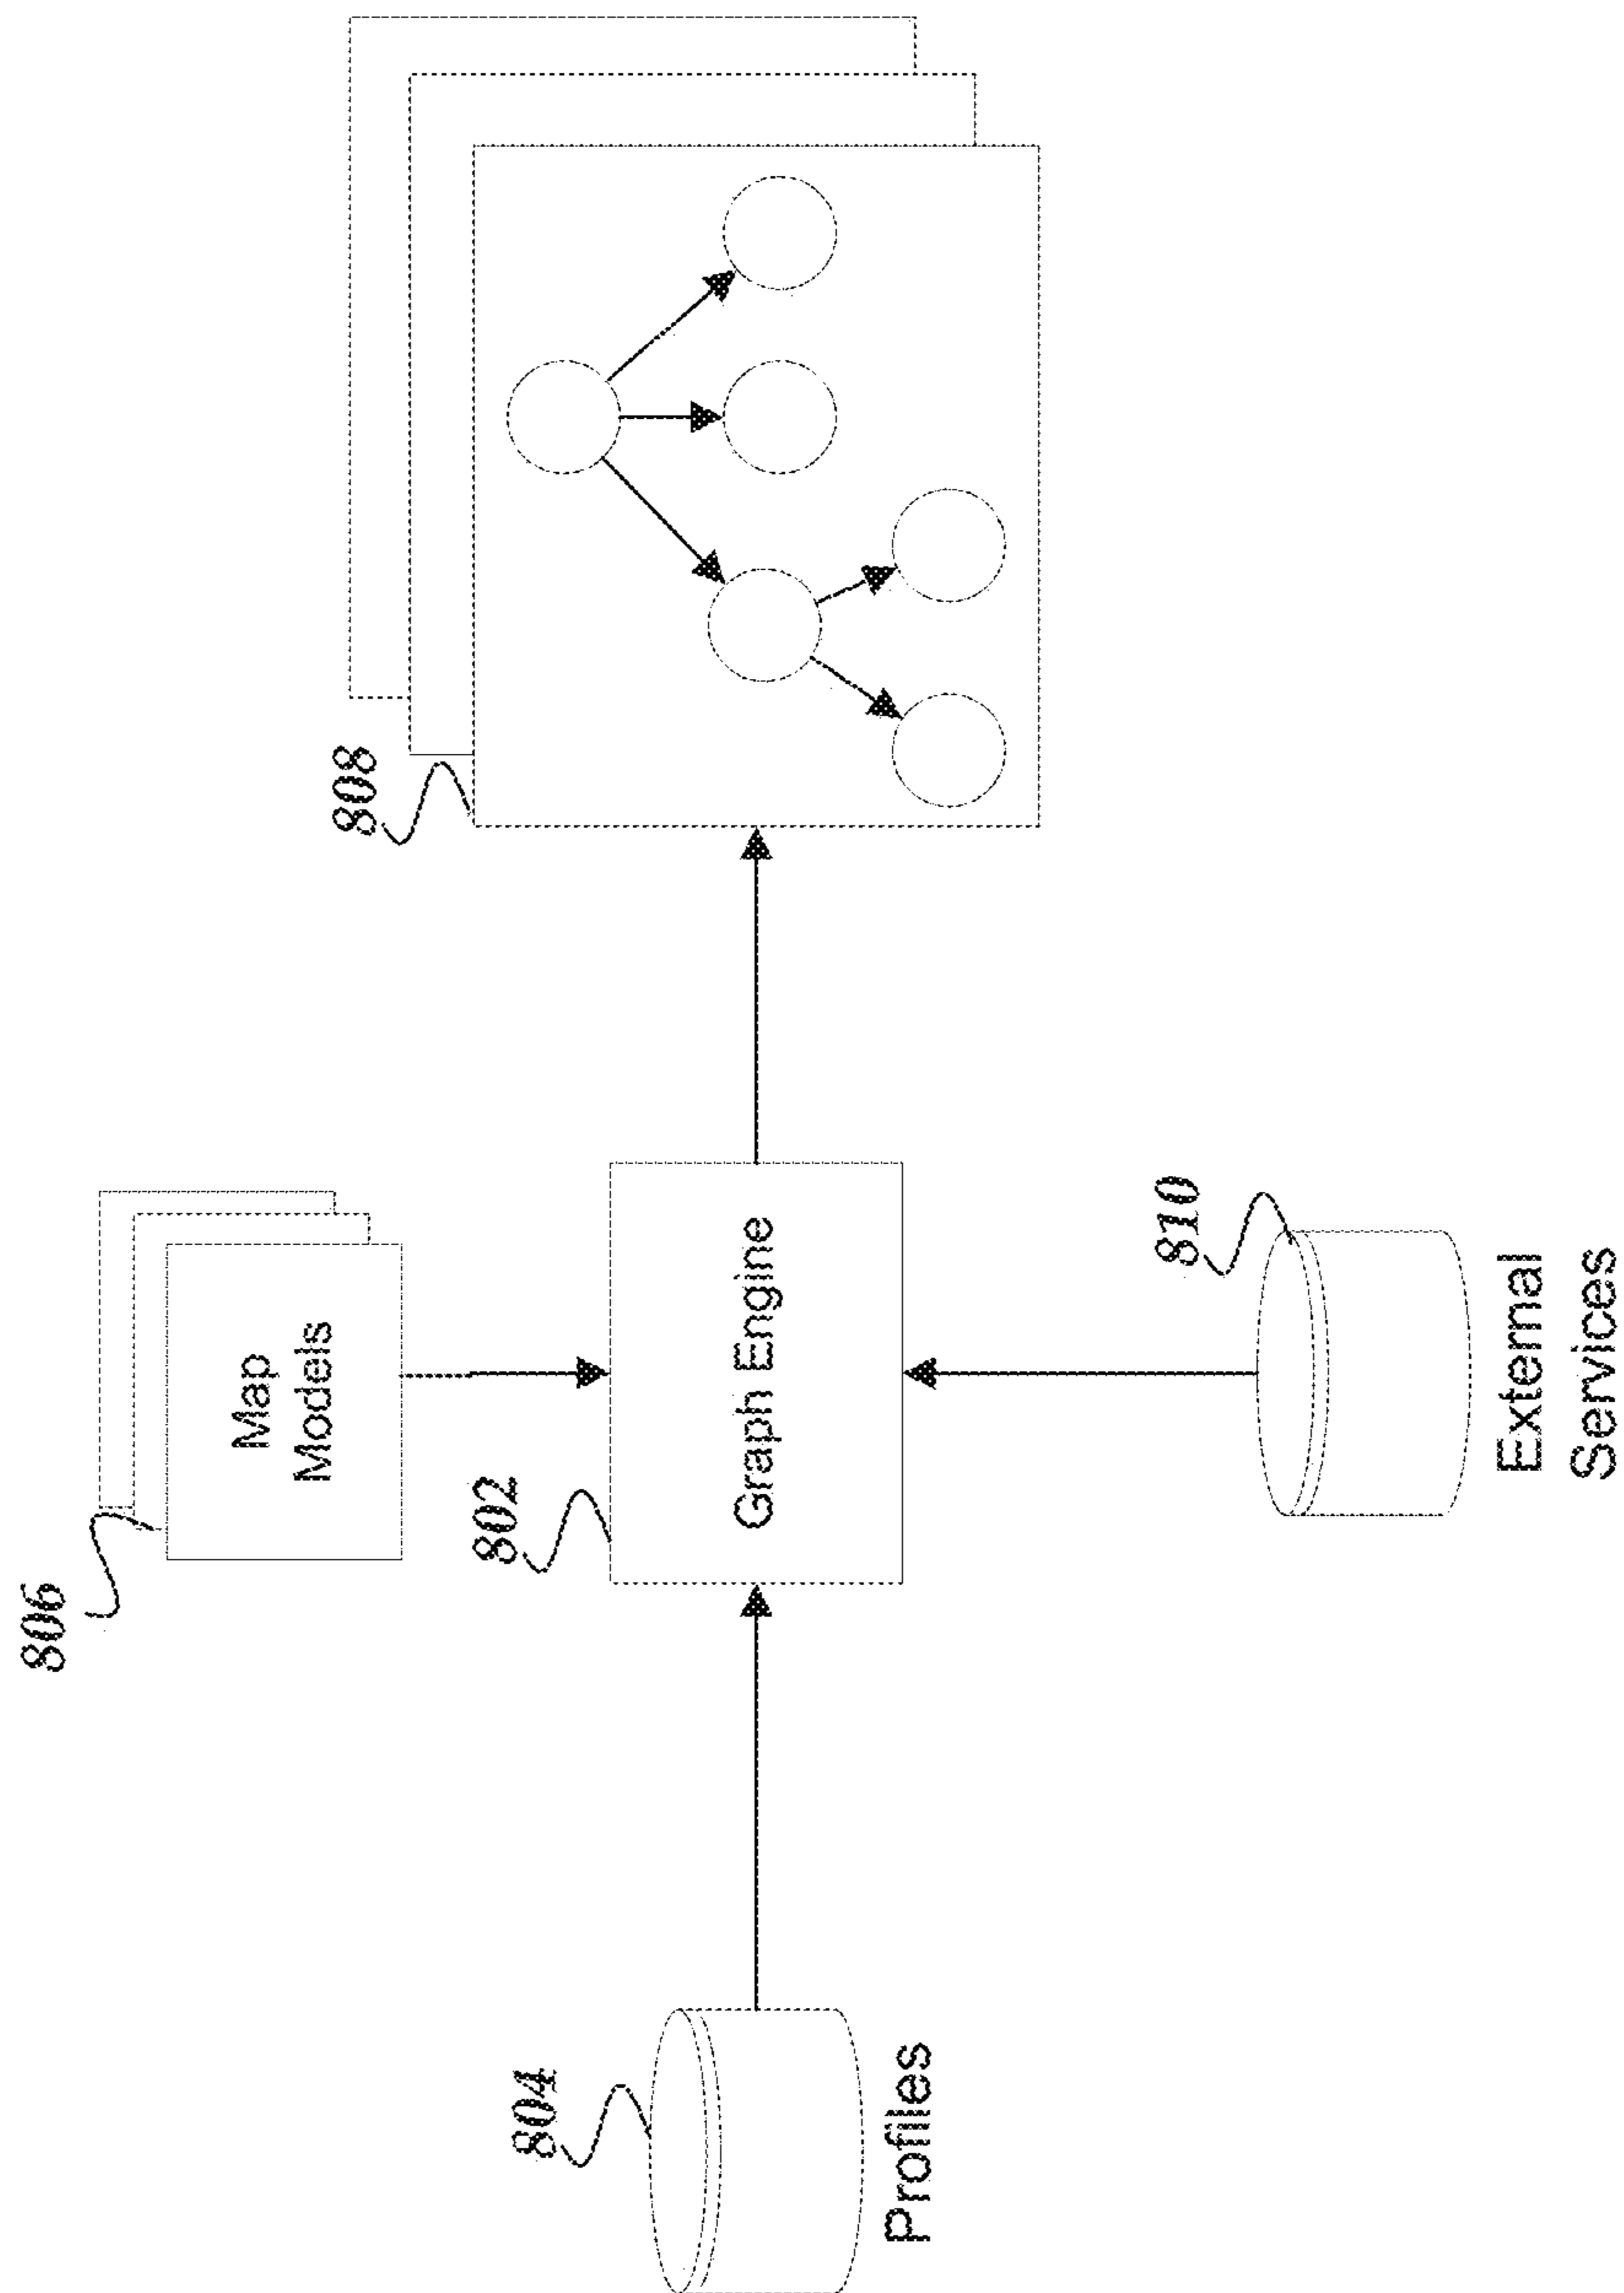 806
Map
Models
808
802
Graph Engine
804
Profiles
810
External
Services